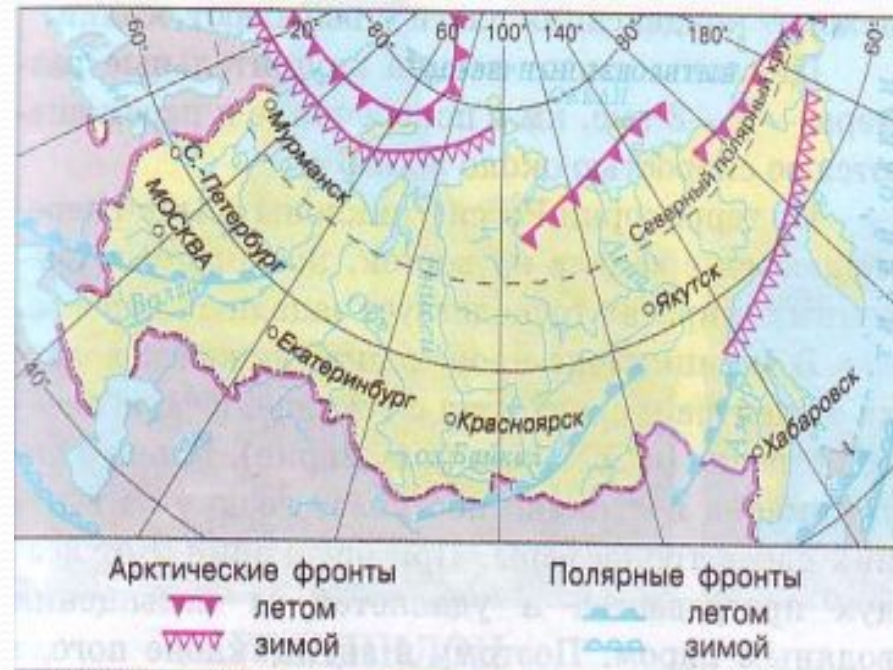 60° 20° 80° 60° 100° 140° 80° 180° 60°
Мурманск
Северный полярный круг
С.-Петербург
МОСКВА
Волга
Обь
Енисей
Лена
Якутск
Екатеринбург
40°
Красноярск
Амур
Хабаровск
Арктические фронты
летом
зимой
Полярные фронты
летом
зимой